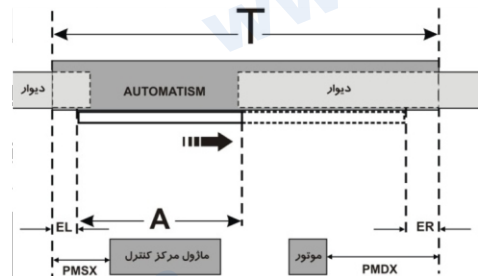 T
دیوار
AUTOMATISM
دیوار
EL
A
ER
ماژول مرکز کنترل
موتور
PMSX
PMDX